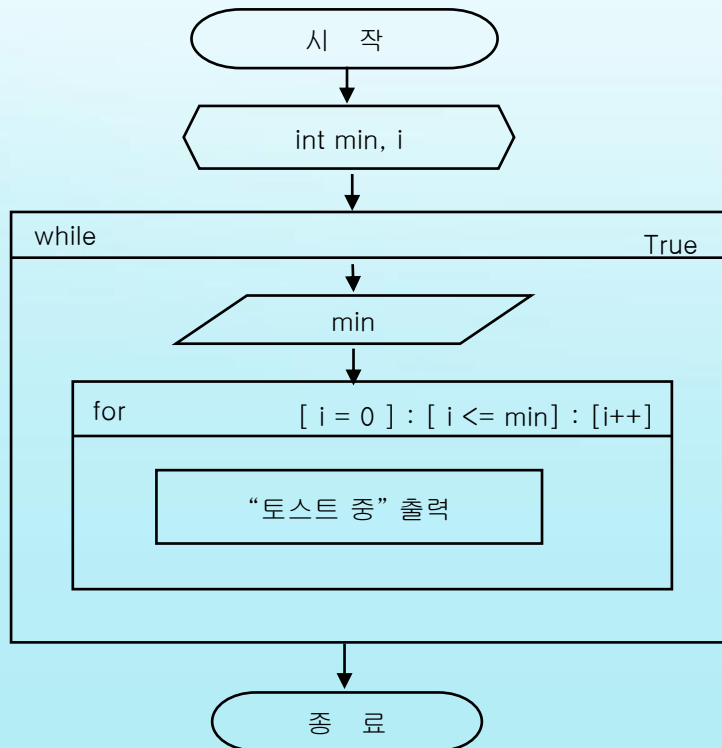 시 작
int min, i
while
True
min
for [ i = 0 ] : [ i <= min] : [i++]
“토스트 중” 출력
종 료